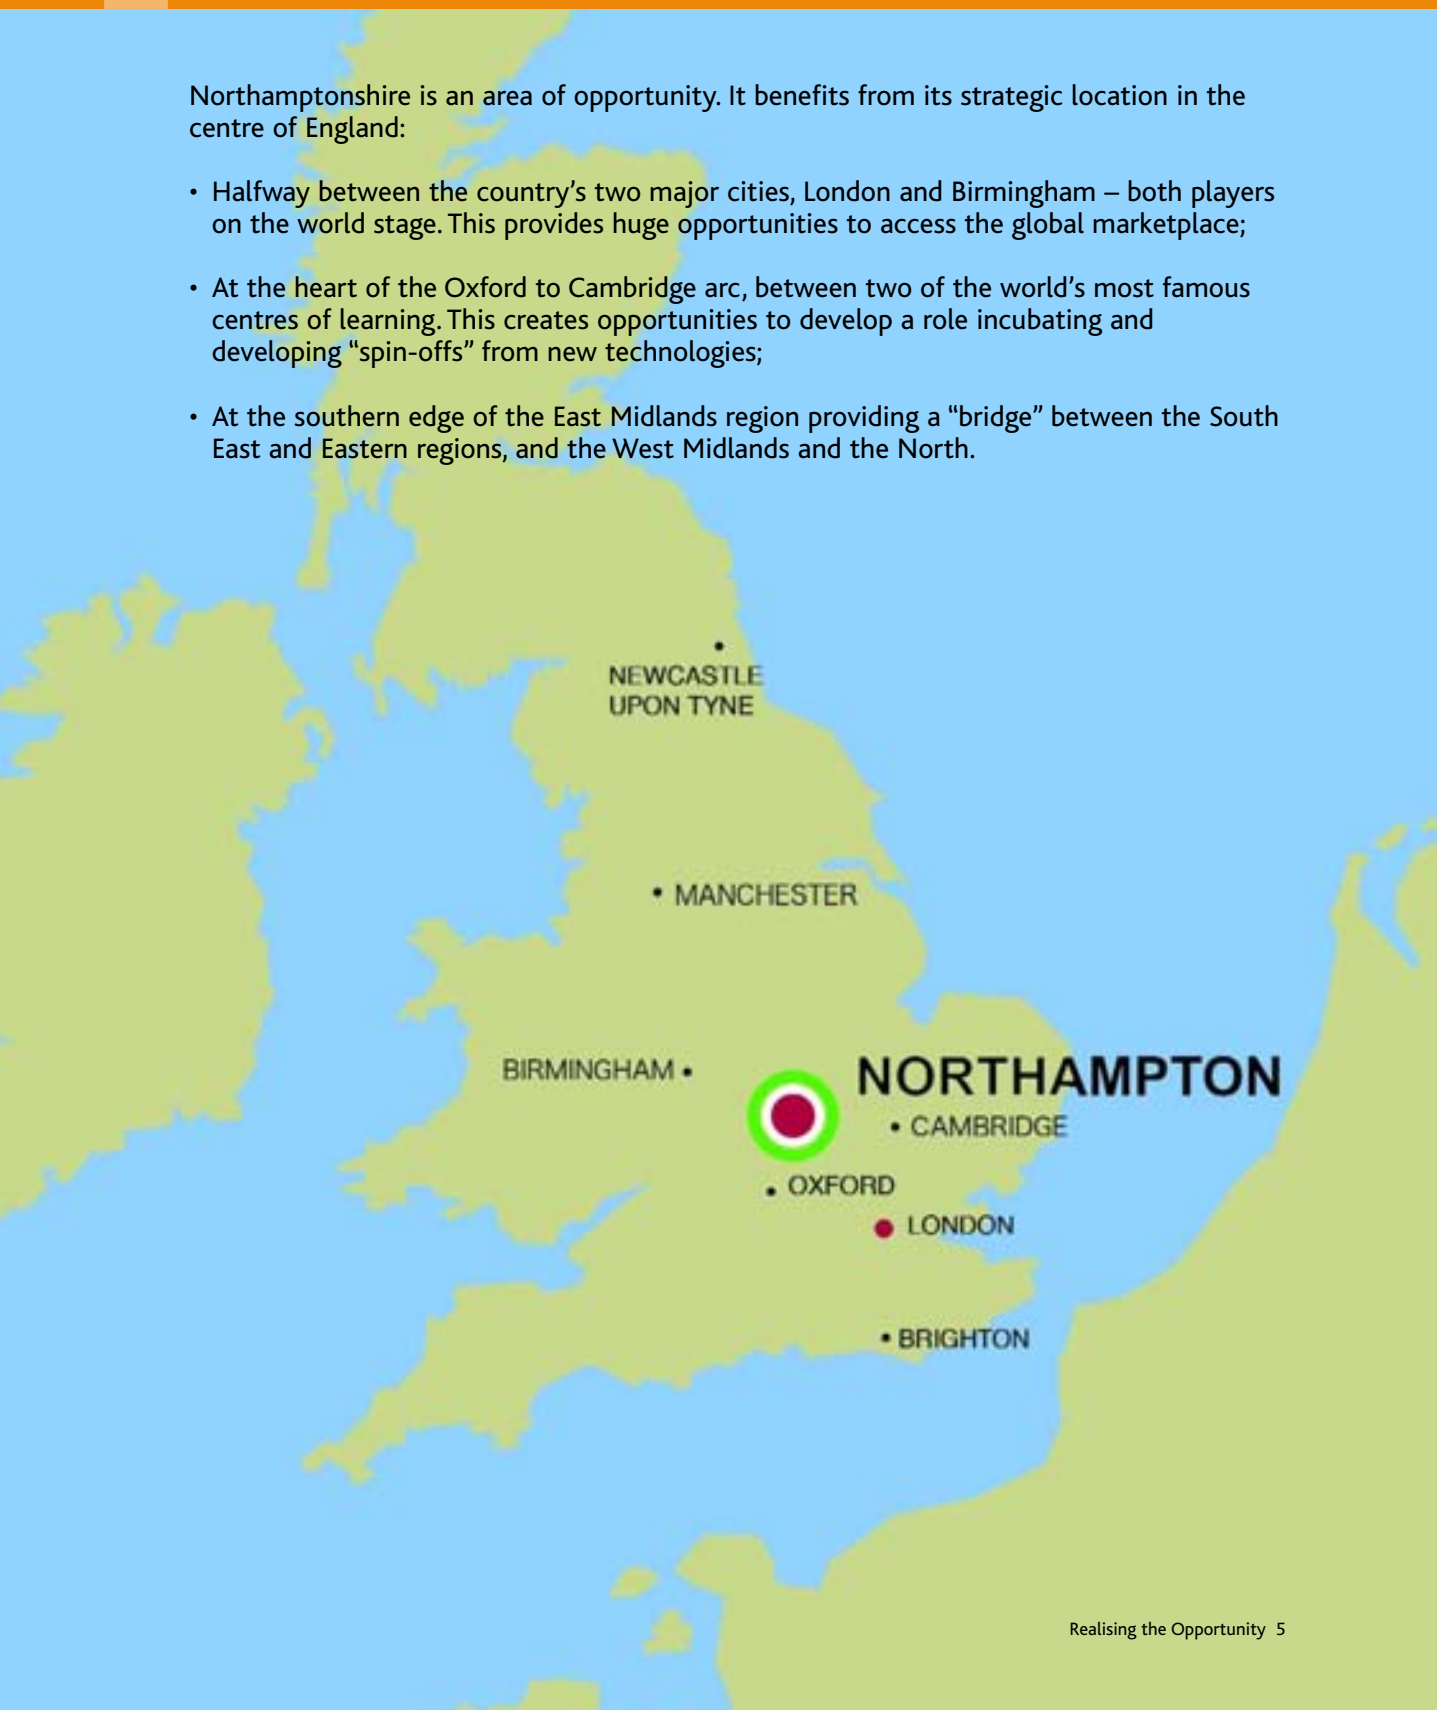 Northamptonshire is an area of opportunity. It benefits from its strategic location in the
centre of England:
• Halfway between the country’s two major cities, London and Birmingham – both players
on the world stage. This provides huge opportunities to access the global marketplace;
• At the heart of the Oxford to Cambridge arc, between two of the world’s most famous
centres of learning. This creates opportunities to develop a role incubating and
developing “spin-offs” from new technologies;
• At the southern edge of the East Midlands region providing a “bridge” between the South
East and Eastern regions, and the West Midlands and the North.
NEWCASTLE
UPON TYNE
MANCHESTER
BIRMINGHAM
NORTHAMPTON
CAMBRIDGE
OXFORD
LONDON
BRIGHTON
Realising the Opportunity 5